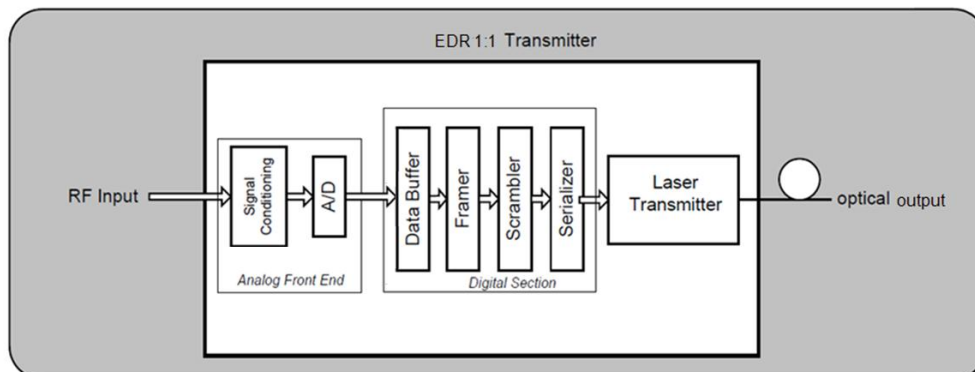 EDR 1:1 Transmitter
RF Input
Signal
Conditioning
A/D
Analog Front End
Data Buffer
Framer
Scrambler
Serializer
Digital Section
Laser
Transmitter
optical output